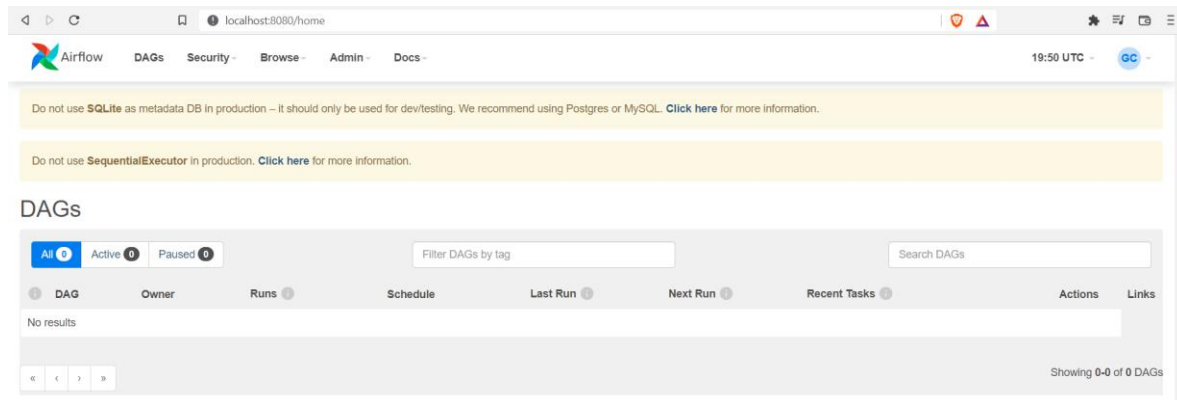 localhost:8080/home
Airflow DAGs Security Browse Admin Docs 19:50 UTC GC
Do not use SQLite as metadata DB in production – it should only be used for dev/testing. We recommend using Postgres or MySQL. Click here for more information.
Do not use SequentialExecutor in production. Click here for more information.
DAGs
All 0 Active 0 Paused 0 Filter DAGs by tag Search DAGs
DAG Owner Runs Schedule Last Run Next Run Recent Tasks Actions Links
No results
« ‹ › » Showing 0-0 of 0 DAGs